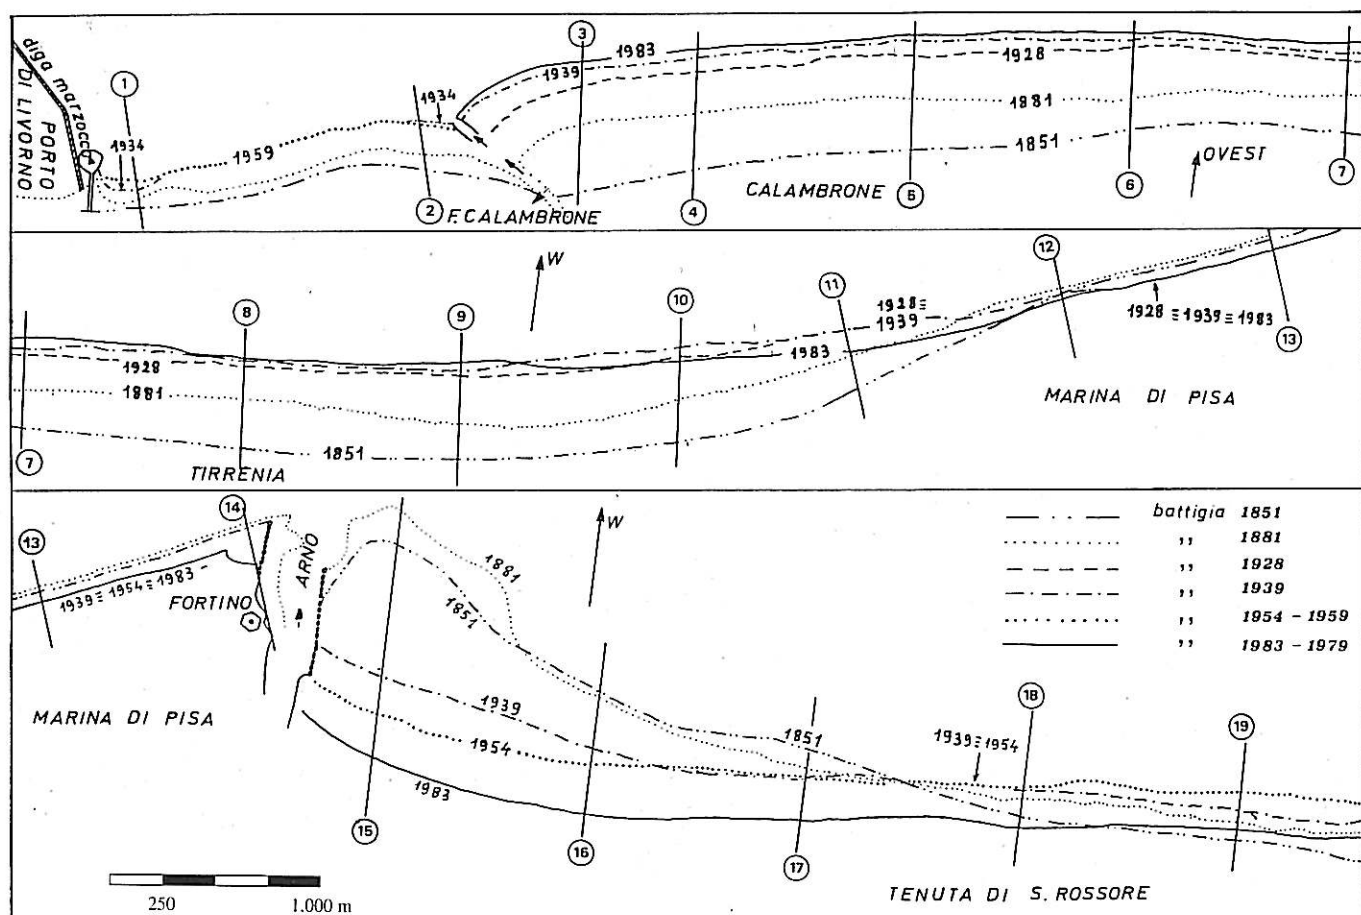 diga marzocco
PORTO
DI LIVORNO
1
1934
1959
1934
2
F. CALAMBRONE
3
1939
1983
1928
1881
1851
4
CALAMBRONE
5
6
OVEST
7
W
7
8
9
10
11
12
13
1928
1881
1851
TIRRENIA
1928 ≡
1939
1983
1928 ≡ 1939 ≡ 1983
MARINA DI PISA
13
14
1939 ≡ 1954 ≡ 1983
FORTINO
ARNO
MARINA DI PISA
W
1881
1851
1939
1954
1983
15
16
17
1851
1939 ≡ 1954
18
19
TENUTA DI S. ROSSORE
battigia 1851
,, 1881
,, 1928
,, 1939
,, 1954 - 1959
,, 1983 - 1979
250 1.000 m